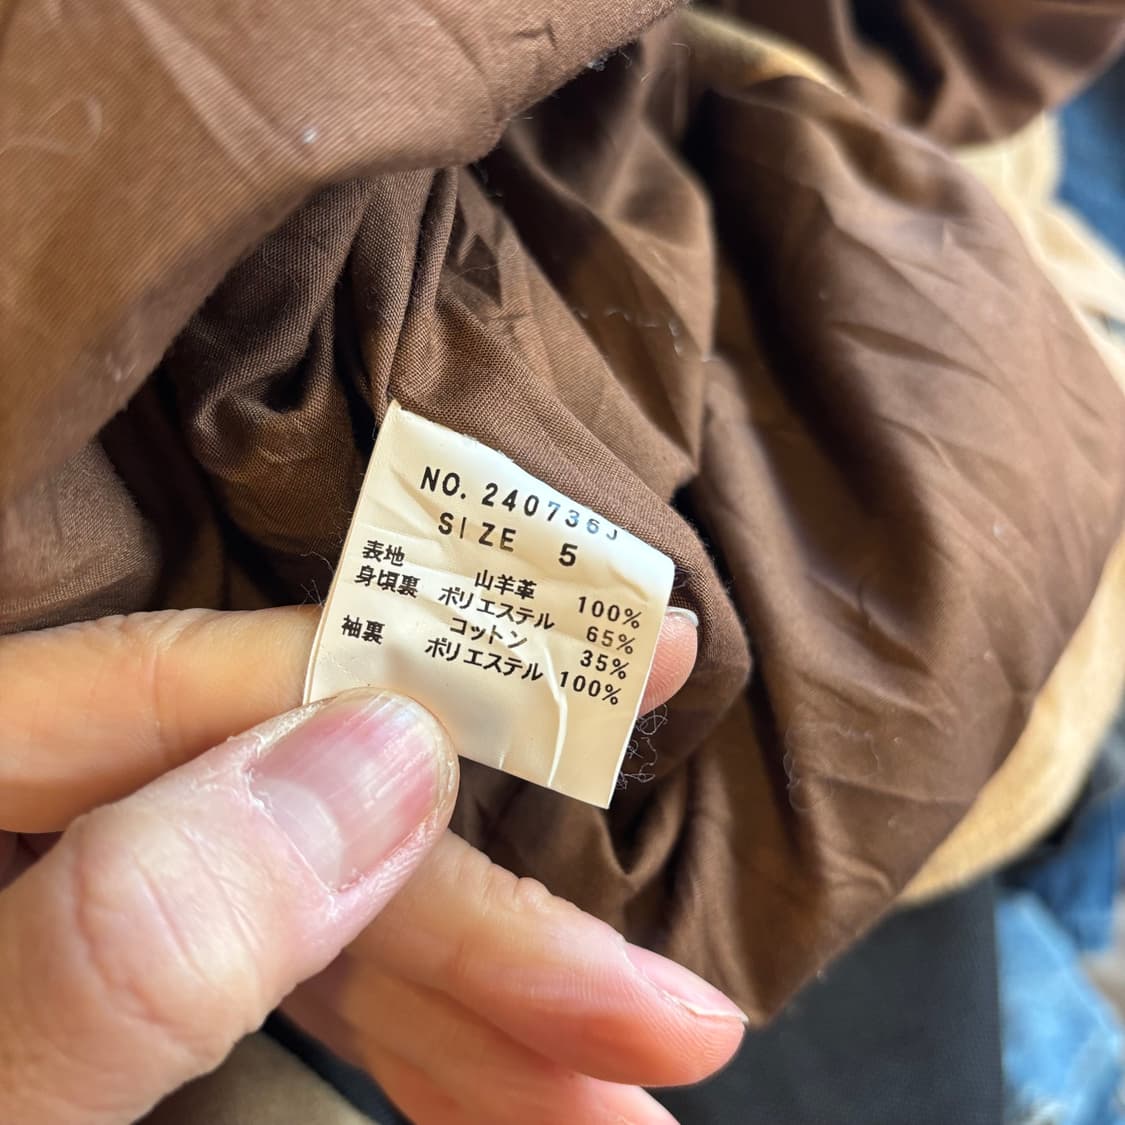 NO. 240736J
SIZE 5
表地 山羊革 100%
身頃裏 ポリエステル 65%
コットン 35%
袖裏 ポリエステル 100%